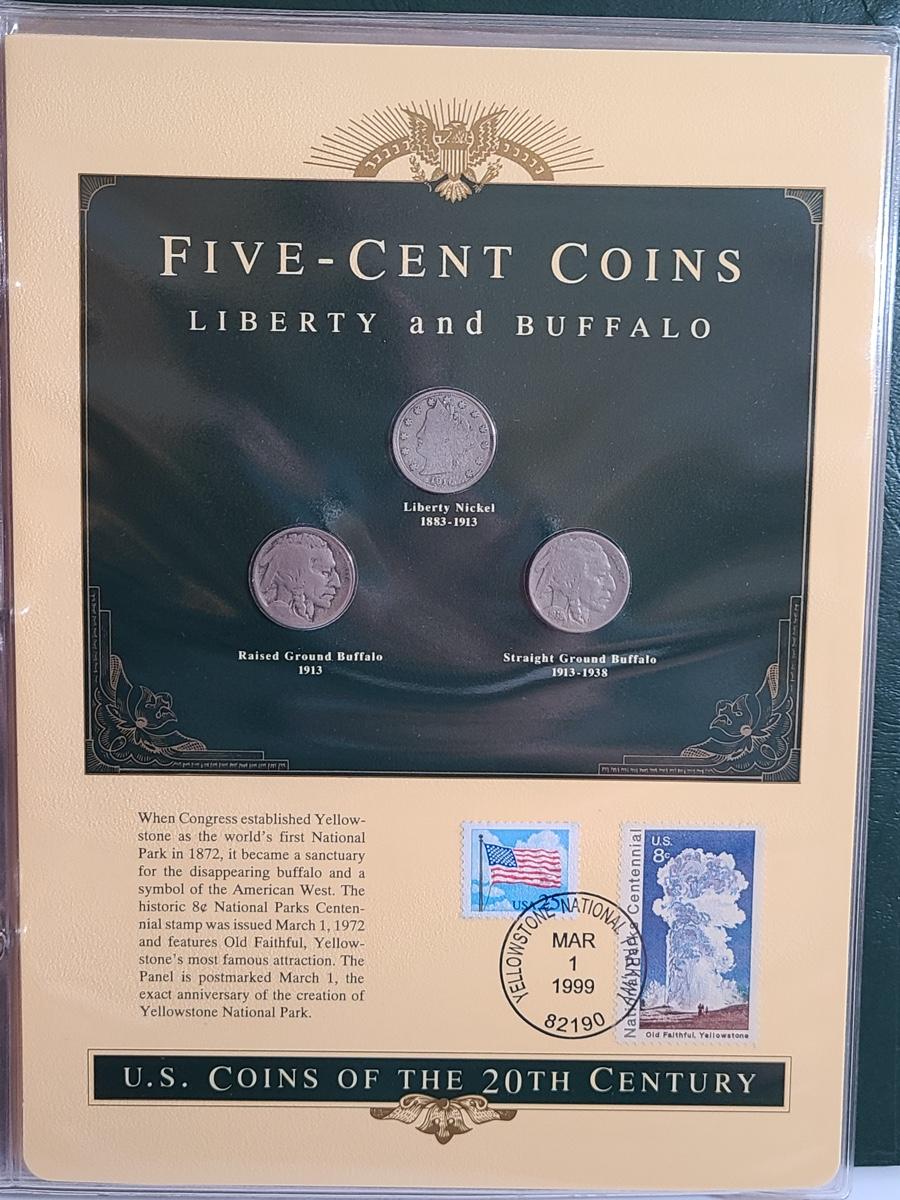 FIVE-CENT COINS
LIBERTY and BUFFALO
Liberty Nickel
1883-1913
Raised Ground Buffalo
1913
Straight Ground Buffalo
1913-1938
When Congress established Yellow-
stone as the world's first National
Park in 1872, it became a sanctuary
for the disappearing buffalo and a
symbol of the American West. The
historic 8¢ National Parks Centen-
nial stamp was issued March 1, 1972
and features Old Faithful, Yellow-
stone's most famous attraction. The
Panel is postmarked March 1, the
exact anniversary of the creation of
Yellowstone National Park.
USA 25
YELLOWSTONE NATIONAL PARK
MAR
1
1999
82190
National Parks Centennial
U.S.
8c
Old Faithful, Yellowstone
U.S. COINS OF THE 20TH CENTURY